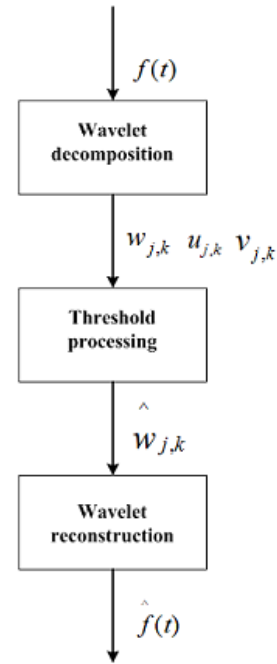 f(t)
Wavelet
decomposition
w_{j,k} u_{j,k} v_{j,k}
Threshold
processing
ŵ_{j,k}
Wavelet
reconstruction
f̂(t)